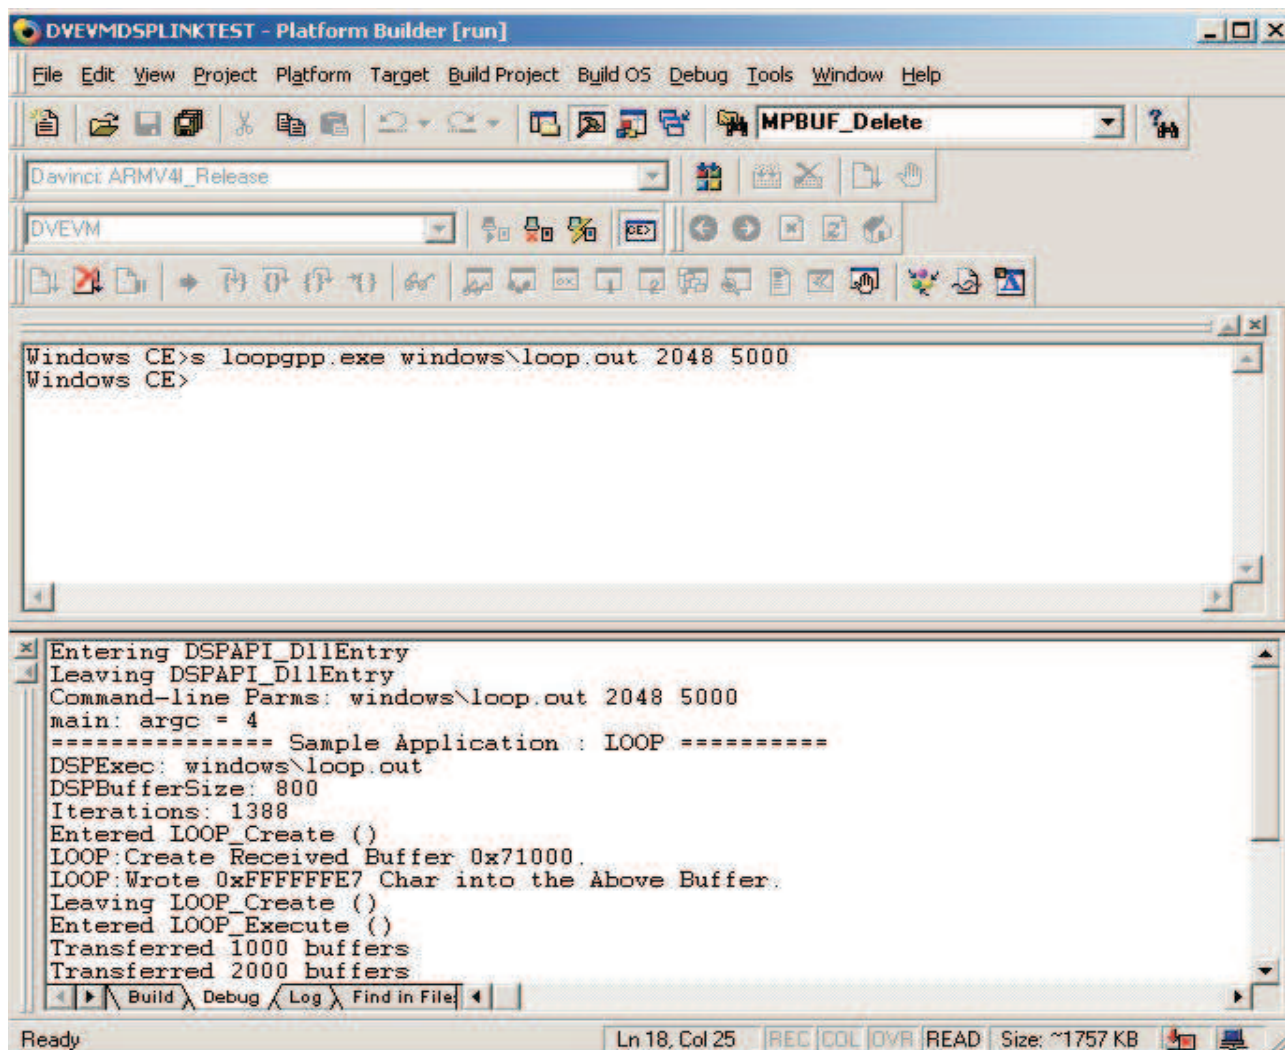 DVEVMDSPLINKTEST - Platform Builder [run]
File Edit View Project Platform Target Build Project Build OS Debug Tools Window Help
MPBUF_Delete
Davinci: ARMV4I_Release
DVEVM
Windows CE>s loopgpp.exe windows\loop.out 2048 5000
Windows CE>
Entering DSPAPI_DllEntry
Leaving DSPAPI_DllEntry
Command-line Parms: windows\loop.out 2048 5000
main: argc = 4
=============== Sample Application : LOOP ==========
DSPExec: windows\loop.out
DSPBufferSize: 800
Iterations: 1388
Entered LOOP_Create ()
LOOP:Create Received Buffer 0x71000.
LOOP:Wrote 0xFFFFFFE7 Char into the Above Buffer.
Leaving LOOP_Create ()
Entered LOOP_Execute ()
Transferred 1000 buffers
Transferred 2000 buffers
Build Debug Log Find in File
Ready Ln 18, Col 25 REC COL OVR READ Size: ~1757 KB